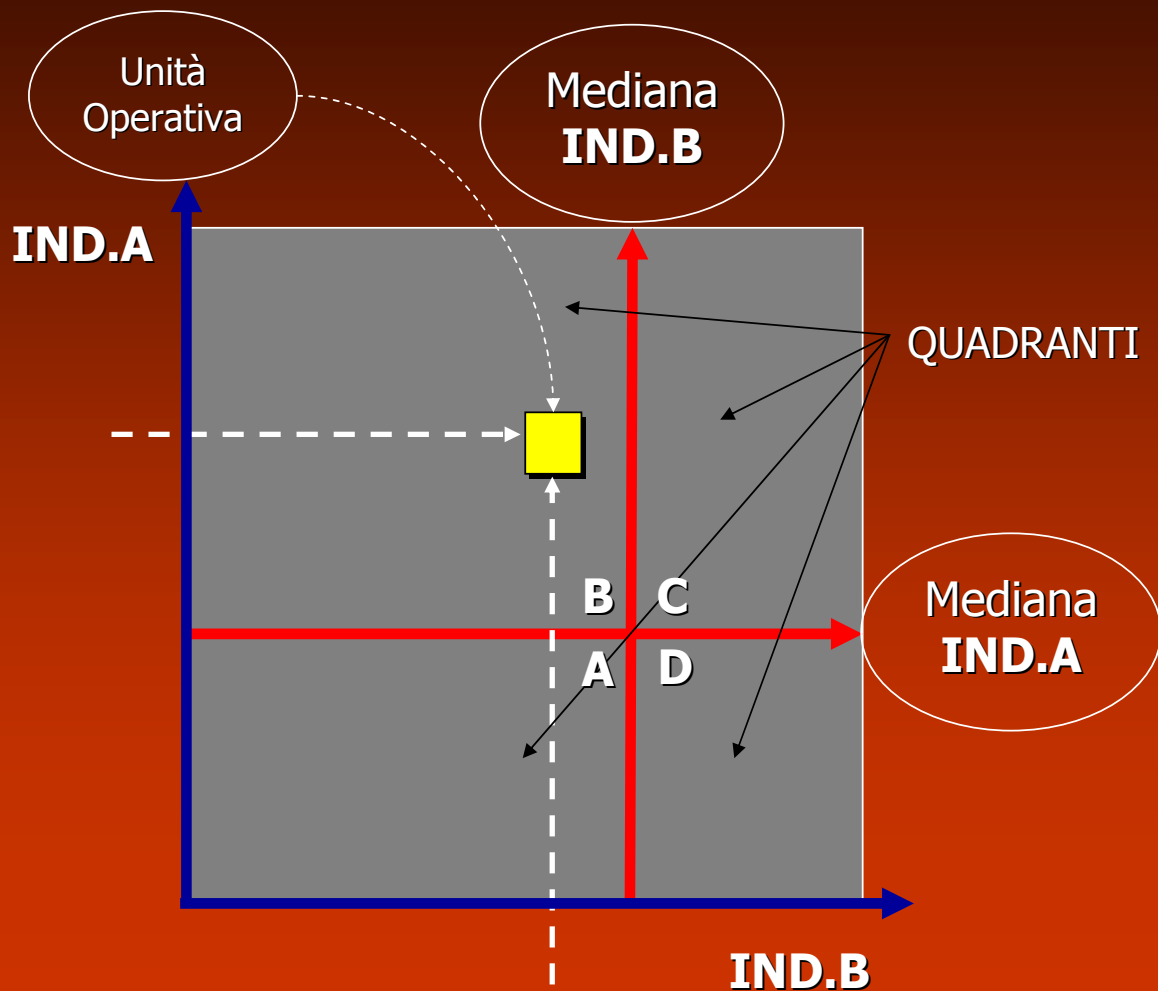 Unità
Operativa
Mediana
IND.B
IND.A
QUADRANTI
B C
A D
Mediana
IND.A
IND.B